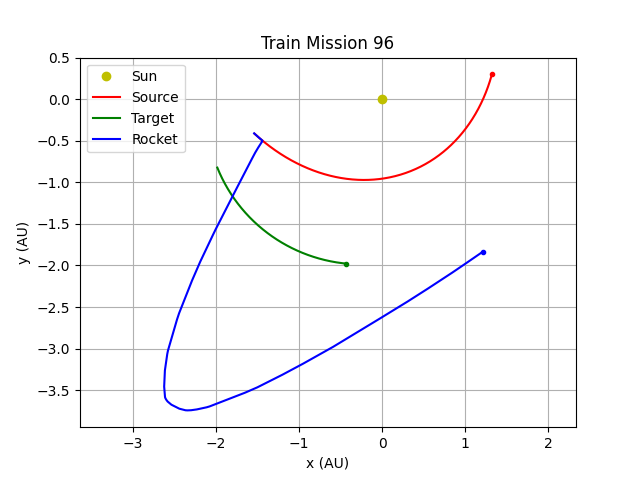 Train Mission 96
Sun
Source
Target
Rocket
0.5
0.0
−0.5
−1.0
−1.5
−2.0
−2.5
−3.0
−3.5
y (AU)
−3
−2
−1
0
1
2
x (AU)